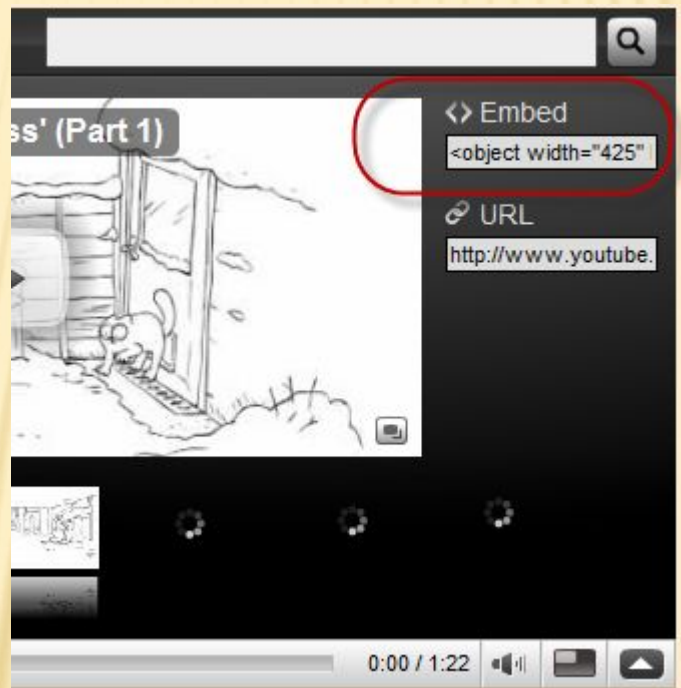 ss' (Part 1)
Embed
<object width="425"
URL
http://www.youtube.
0:00 / 1:22